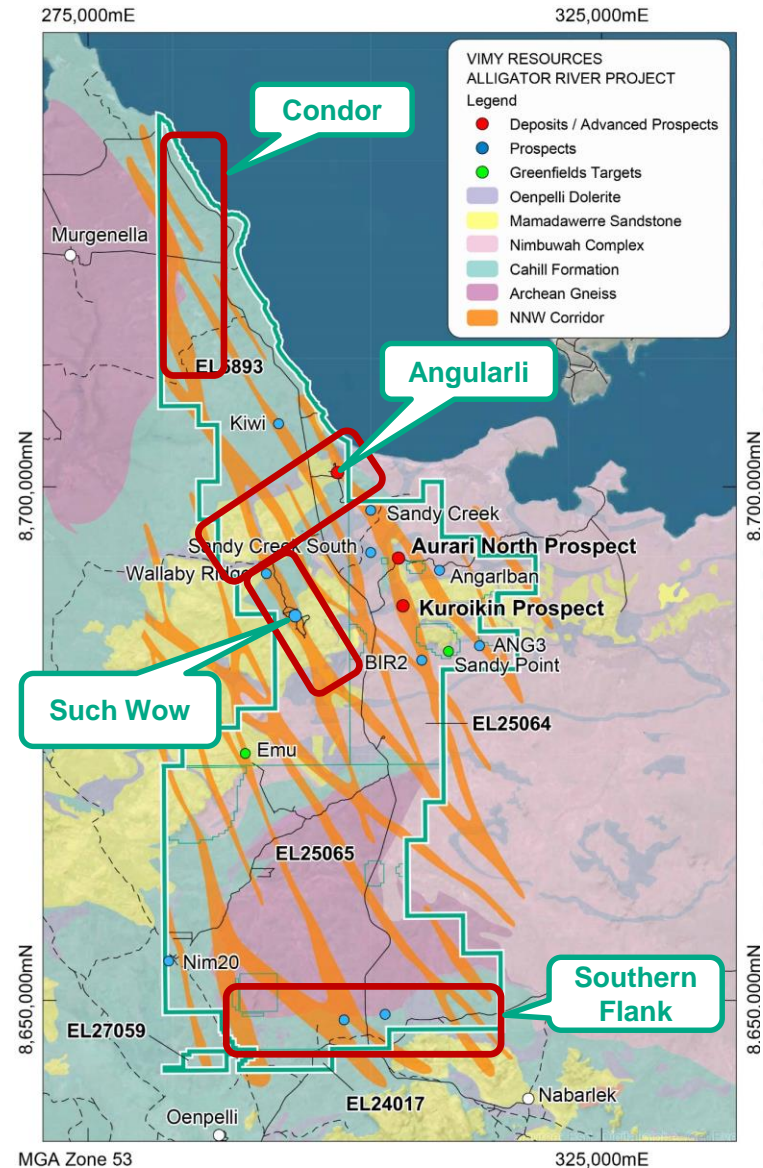 275,000mE
325,000mE
VIMY RESOURCES
ALLIGATOR RIVER PROJECT
Legend
Deposits / Advanced Prospects
Prospects
Greenfields Targets
Oenpelli Dolerite
Mamadawerre Sandstone
Nimbuwah Complex
Cahill Formation
Archean Gneiss
NNW Corridor
Condor
Murgenella
EL5893
Angularli
Kiwi
8,700,000mN
8,700,000mN
Sandy Creek
Sandy Creek South
Aurari North Prospect
Wallaby Ridge
Angarlban
Kuroikin Prospect
ANG3
BIR2
Sandy Point
Such Wow
EL25064
Emu
EL25065
Nim20
Southern
Flank
8,650,000mN
8,650,000mN
EL27059
EL24017
Nabarlek
Oenpelli
MGA Zone 53
325,000mE